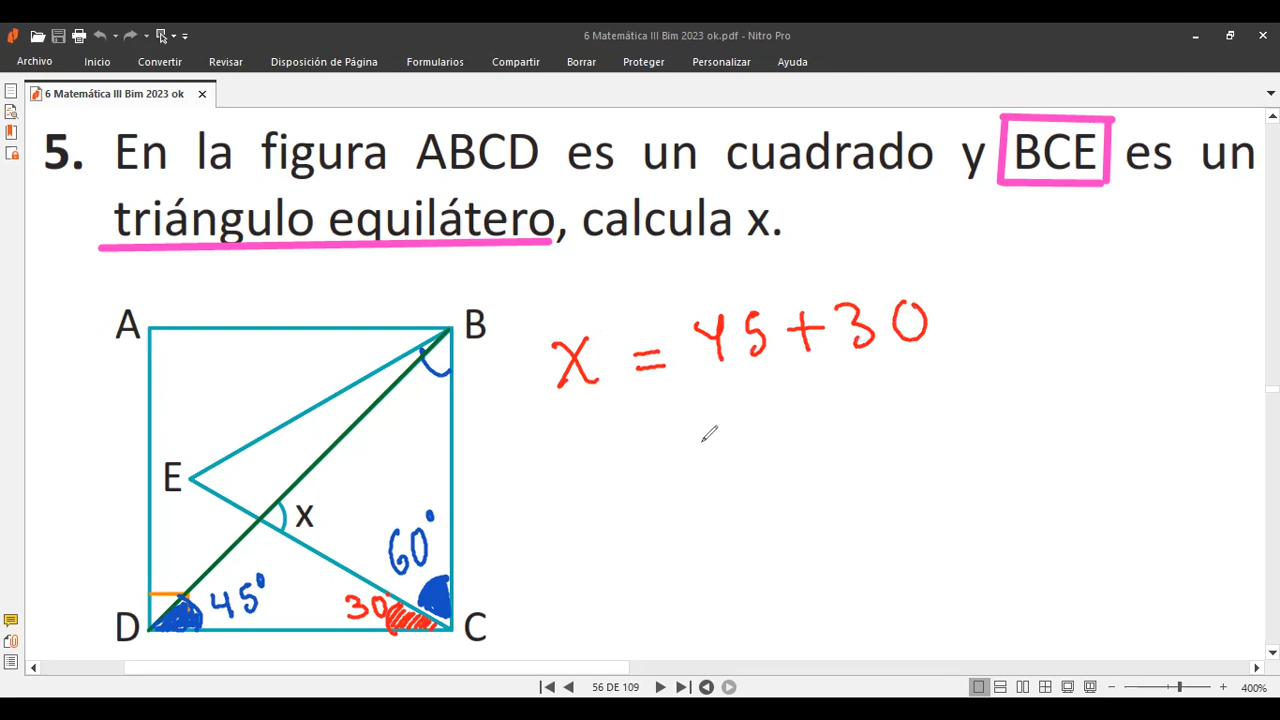 6 Matemática III Bim 2023 ok.pdf - Nitro Pro
Archivo Inicio Convertir Revisar Disposición de Página Formularios Compartir Borrar Proteger Personalizar Ayuda
6 Matemática III Bim 2023 ok
5. En la figura ABCD es un cuadrado y BCE es un
triángulo equilátero, calcula x.
A B
x = 45+30
E
x
60°
45°
30
D C
56 DE 109
400%